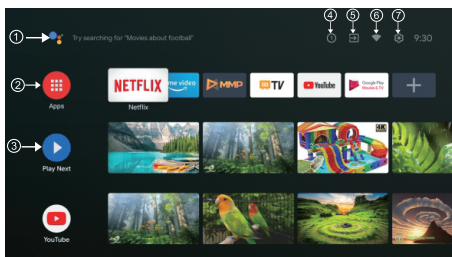 ④ ⑤ ⑥ ⑦
① Try searching for "Movies about football" 9:30
② Apps
NETFLIX prime video MMP TV YouTube Google Play Movies & TV
Netflix
③ Play Next
4K
YouTube